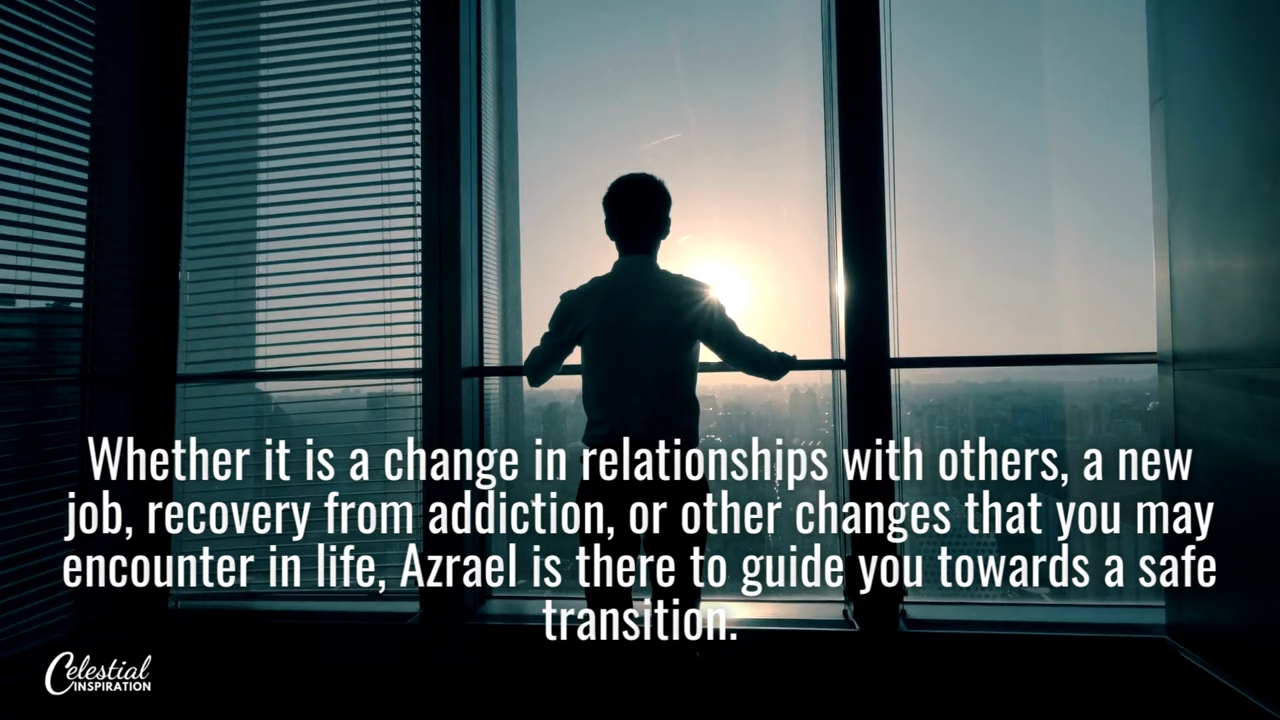 Whether it is a change in relationships with others, a new
job, recovery from addiction, or other changes that you may
encounter in life, Azrael is there to guide you towards a safe
transition.
Celestial
INSPIRATION